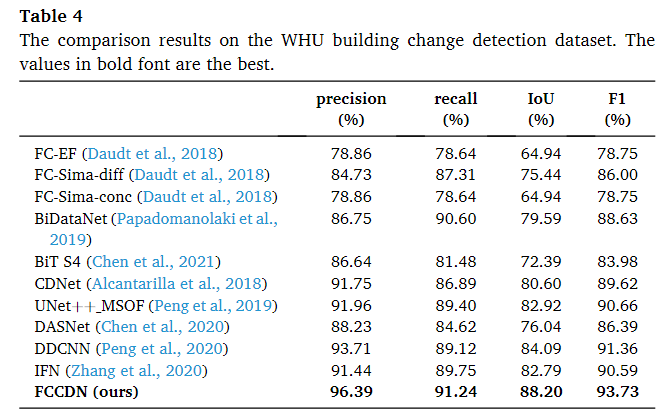 Table 4
The comparison results on the WHU building change detection dataset. The
values in bold font are the best.
precision recall IoU F1
(%) (%) (%) (%)
FC-EF (Daudt et al., 2018) 78.86 78.64 64.94 78.75
FC-Sima-diff (Daudt et al., 2018) 84.73 87.31 75.44 86.00
FC-Sima-conc (Daudt et al., 2018) 78.86 78.64 64.94 78.75
BiDataNet (Papadomanolaki et al., 86.75 90.60 79.59 88.63
2019)
BiT S4 (Chen et al., 2021) 86.64 81.48 72.39 83.98
CDNet (Alcantarilla et al., 2018) 91.75 86.89 80.60 89.62
UNet++_MSOF (Peng et al., 2019) 91.96 89.40 82.92 90.66
DASNet (Chen et al., 2020) 88.23 84.62 76.04 86.39
DDCNN (Peng et al., 2020) 93.71 89.12 84.09 91.36
IFN (Zhang et al., 2020) 91.44 89.75 82.79 90.59
FCCDN (ours) 96.39 91.24 88.20 93.73